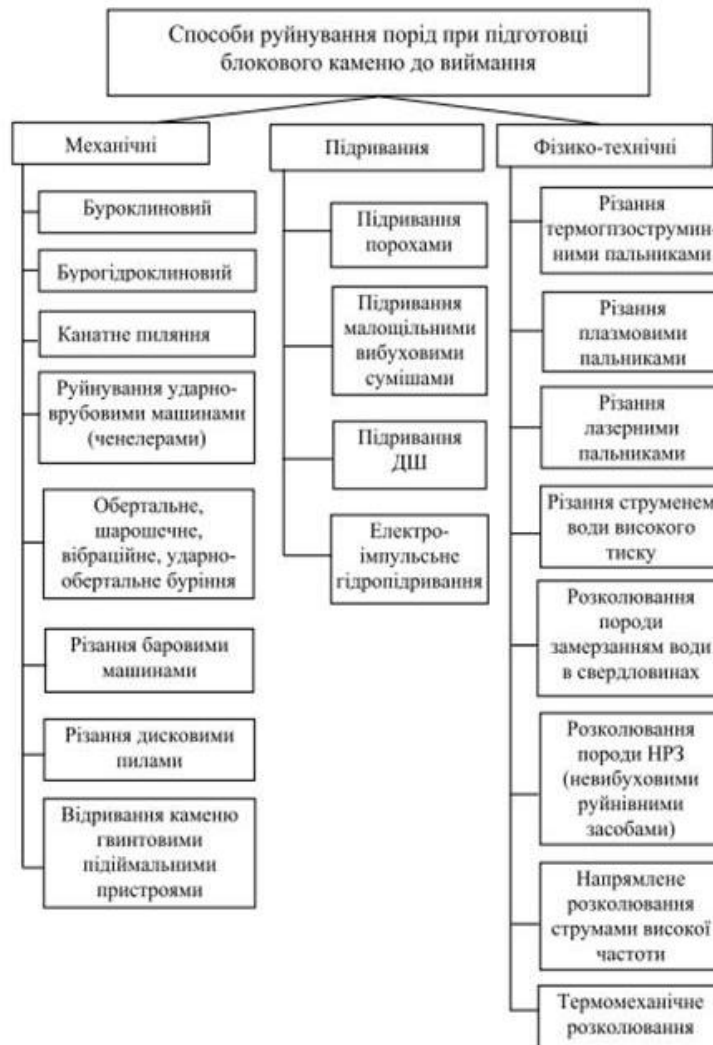 Способи руйнування порід при підготовці
блокового каменю до виймання
Механічні
Буроклиновий
Бурогідроклиновий
Канатне пиляння
Руйнування ударно-
врубовими машинами
(ченелерами)
Обертальне,
шарошечне,
вібраційне, ударно-
обертальне буріння
Різання баровими
машинами
Різання дисковими
пилами
Відривання каменю
гвинтовими
підіймальними
пристроями
Підривання
Підривання
порохами
Підривання
малощільними
вибуховими
сумішами
Підривання
ДШ
Електро-
імпульсьне
гідропідривання
Фізико-технічні
Різання
термогпзострумин-
ними пальниками
Різання
плазмовими
пальниками
Різання
лазерними
пальниками
Різання струменем
води високого
тиску
Розколювання
породи
замерзанням води
в свердловинах
Розколювання
породи НРЗ
(невибуховими
руйнівними
засобами)
Напрямлене
розколювання
струмами високої
частоти
Термомеханічне
розколювання